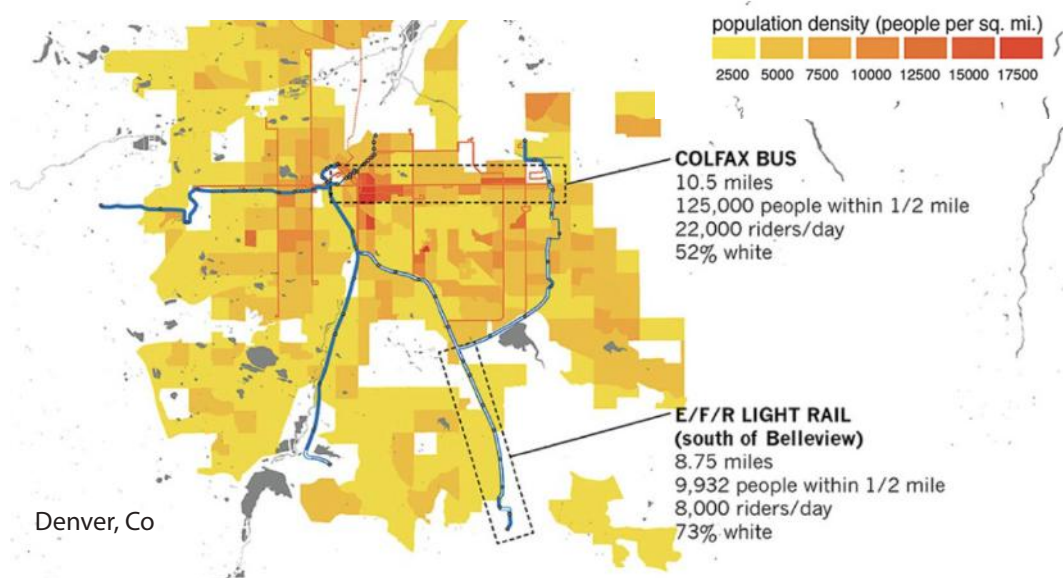 population density (people per sq. mi.)
2500 5000 7500 10000 12500 15000 17500
COLFAX BUS
10.5 miles
125,000 people within 1/2 mile
22,000 riders/day
52% white
E/F/R LIGHT RAIL
(south of Belleview)
8.75 miles
9,932 people within 1/2 mile
8,000 riders/day
73% white
Denver, Co